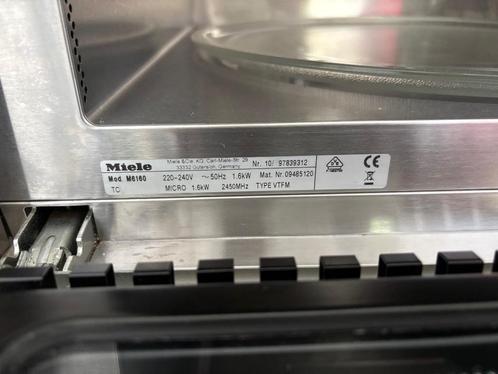 Miele
Miele &Cie. KG, Carl-Miele-Str. 29
33332 Gütersloh, Germany
Nr. 10/ 97839312
Mod. M6160 220-240V ~50Hz 1.6kW Mat. Nr. 09485120
TC MICRO 1.6kW 2450MHz TYPE VTFM
CE